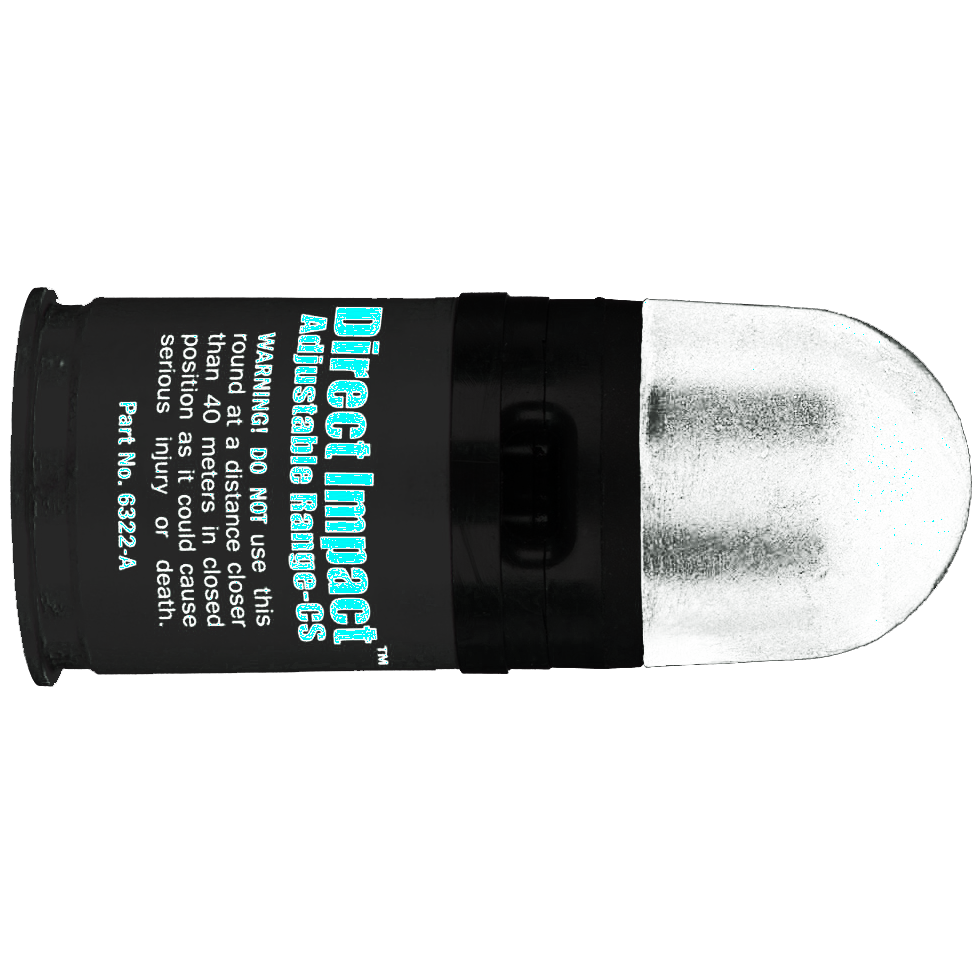 Direct Impact™
Adjustable Range-CS
WARNING! DO NOT use this
round at a distance closer
than 40 meters in closed
position as it could cause
serious injury or death.
Part No. 6322-A